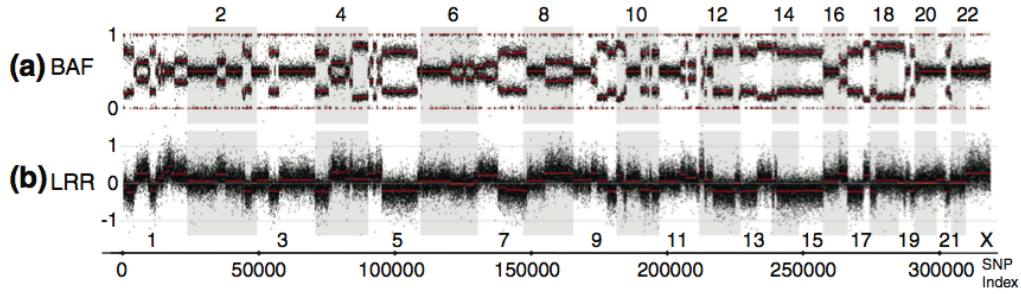 2 4 6 8 10 12 14 16 18 20 22
1
(a) BAF
0
1
(b) LRR 0
-1
1 3 5 7 9 11 13 15 17 19 21 X
0 50000 100000 150000 200000 250000 300000 SNP
Index